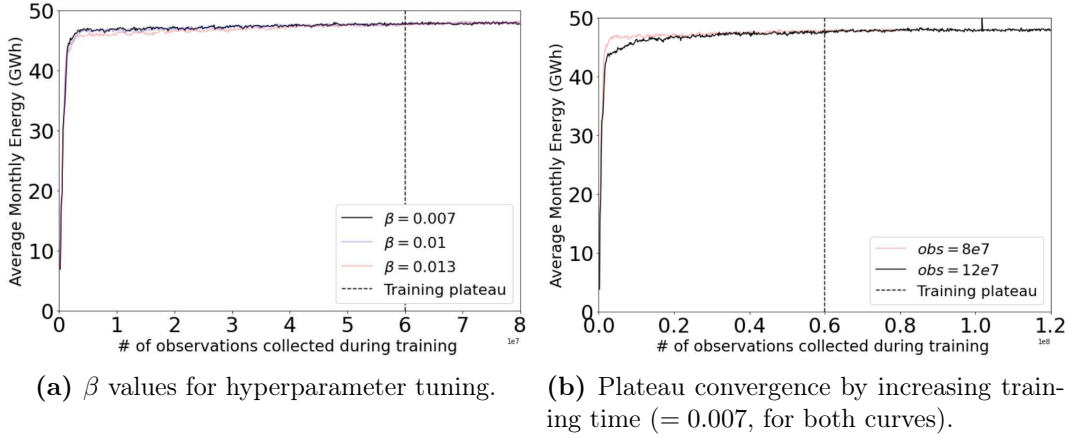 50
40
30
20
10
0
Average Monthly Energy (GWh)
β = 0.007
β = 0.01
β = 0.013
Training plateau
0 1 2 3 4 5 6 7 8
1e7
# of observations collected during training
(a) β values for hyperparameter tuning.
50
40
30
20
10
0
Average Monthly Energy (GWh)
obs = 8e7
obs = 12e7
Training plateau
0.0 0.2 0.4 0.6 0.8 1.0 1.2
1e8
# of observations collected during training
(b) Plateau convergence by increasing train-
ing time (= 0.007, for both curves).